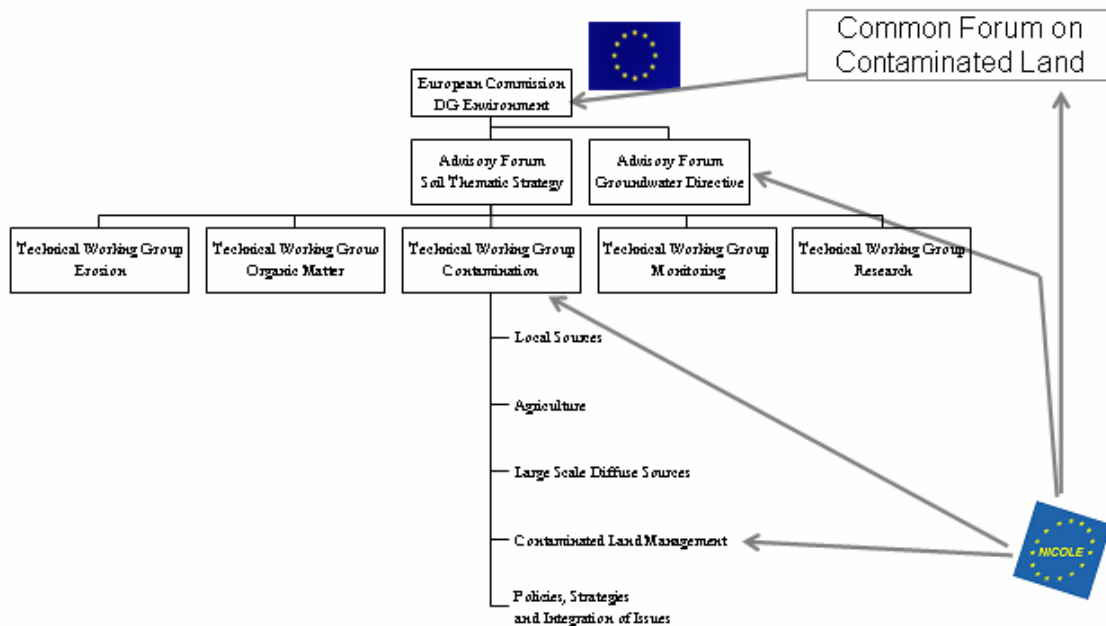 Common Forum on
Contaminated Land
European Commission
DG Environment
Advisory Forum
Soil Thematic Strategy
Advisory Forum
Groundwater Directive
Technical Working Group
Erosion
Technical Working Gruuo
Organic Matter
Technical Working Group
Contamination
Technical Working Group
Monitoring
Technical Working Group
Research
Local Sources
Agriculture
Large Scale Diffuse Sources
Contaminated Land Management
Policies, Strategies
and Integration of Issues
NICOLE